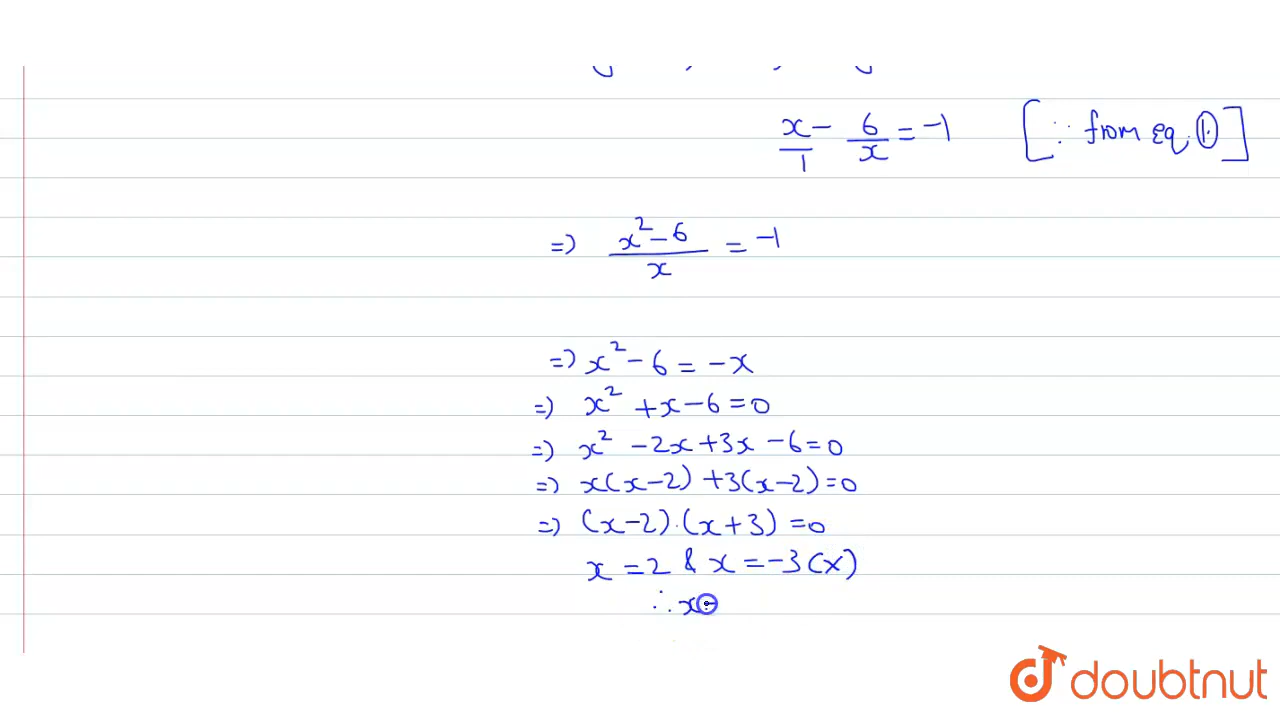 x/1 - 6/x = -1 [∵ from eq. ①]
=> (x² - 6)/x = -1
=> x² - 6 = -x
=> x² + x - 6 = 0
=> x² - 2x + 3x - 6 = 0
=> x(x-2) + 3(x-2) = 0
=> (x-2).(x+3) = 0
x = 2 & x = -3 (x)
∴ x
doubtnut